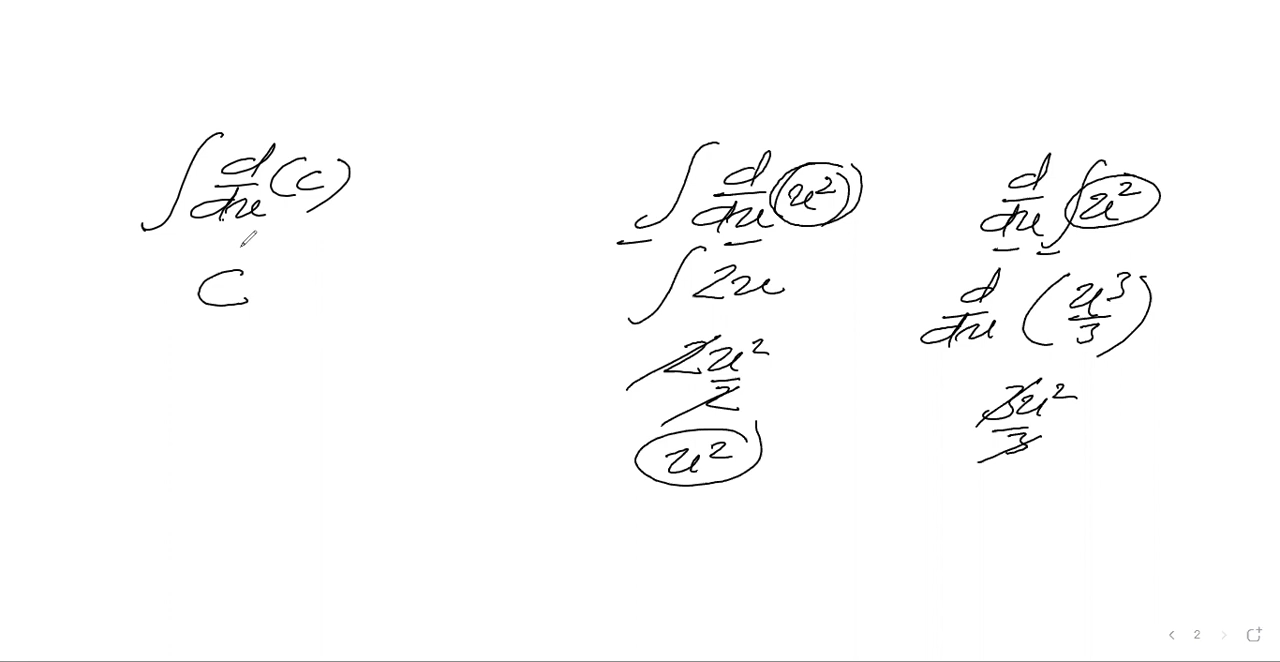 ∫ d/dx (c)
C
∫ d/dx (x²)
∫ 2x
2x²/2
x²
d/dx ∫ x²
d/dx (x³/3)
3x²/3
2